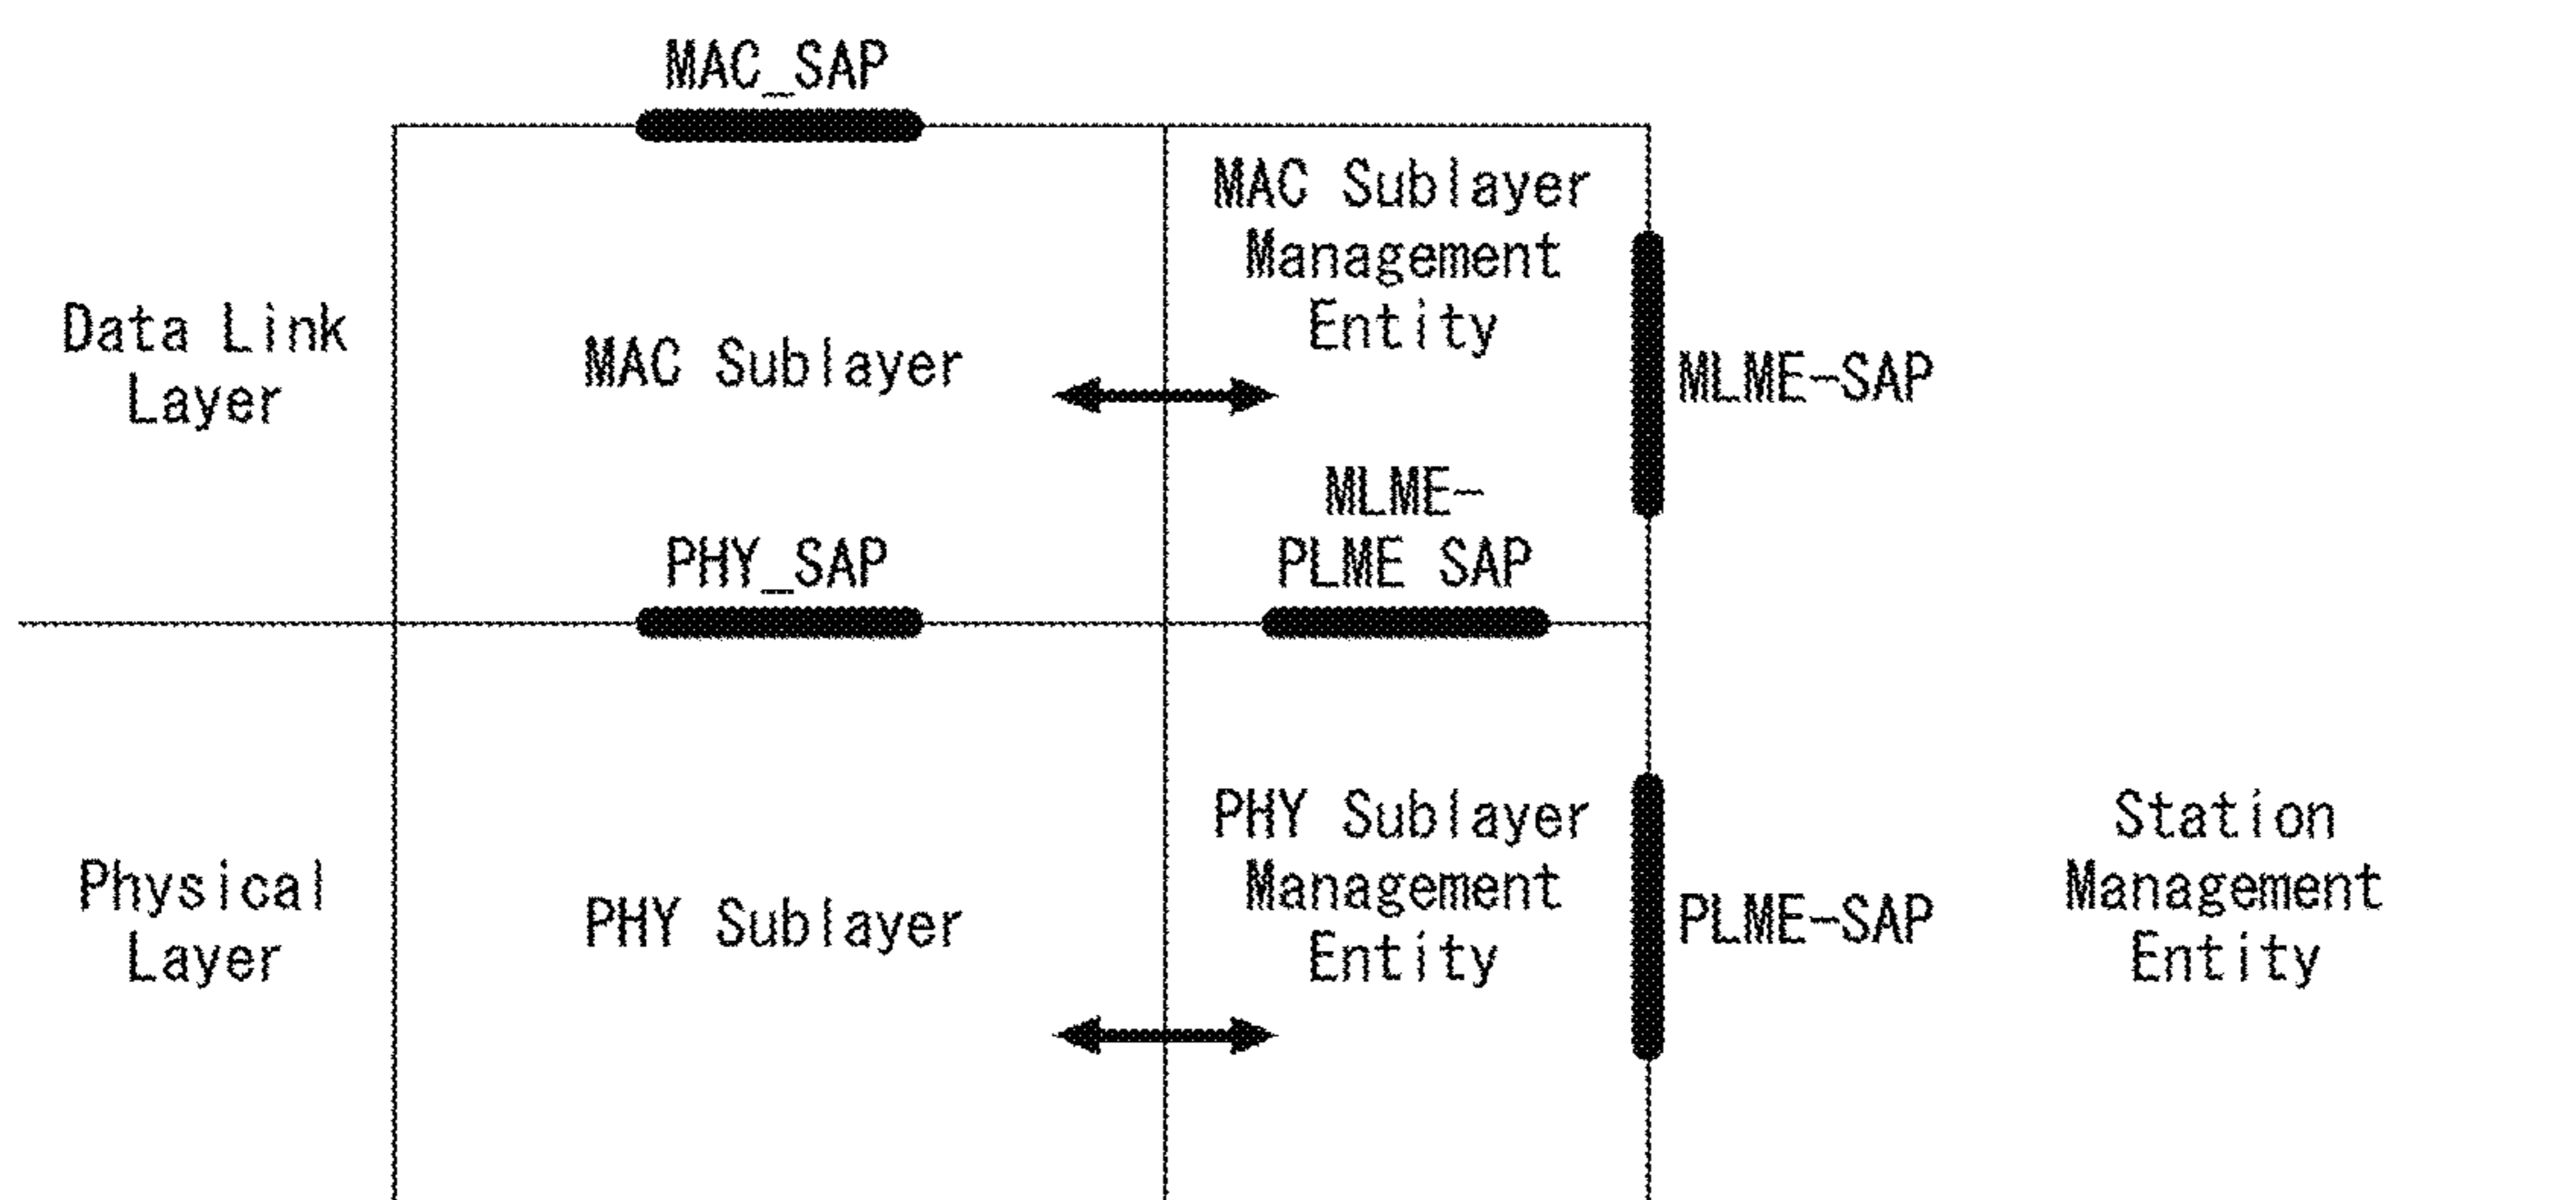 MAC_SAP
Data Link
Layer
MAC Sublayer
MAC Sublayer
Management
Entity
MLME-SAP
PHY_SAP
MLME-
PLME SAP
Physical
Layer
PHY Sublayer
PHY Sublayer
Management
Entity
PLME-SAP
Station
Management
Entity